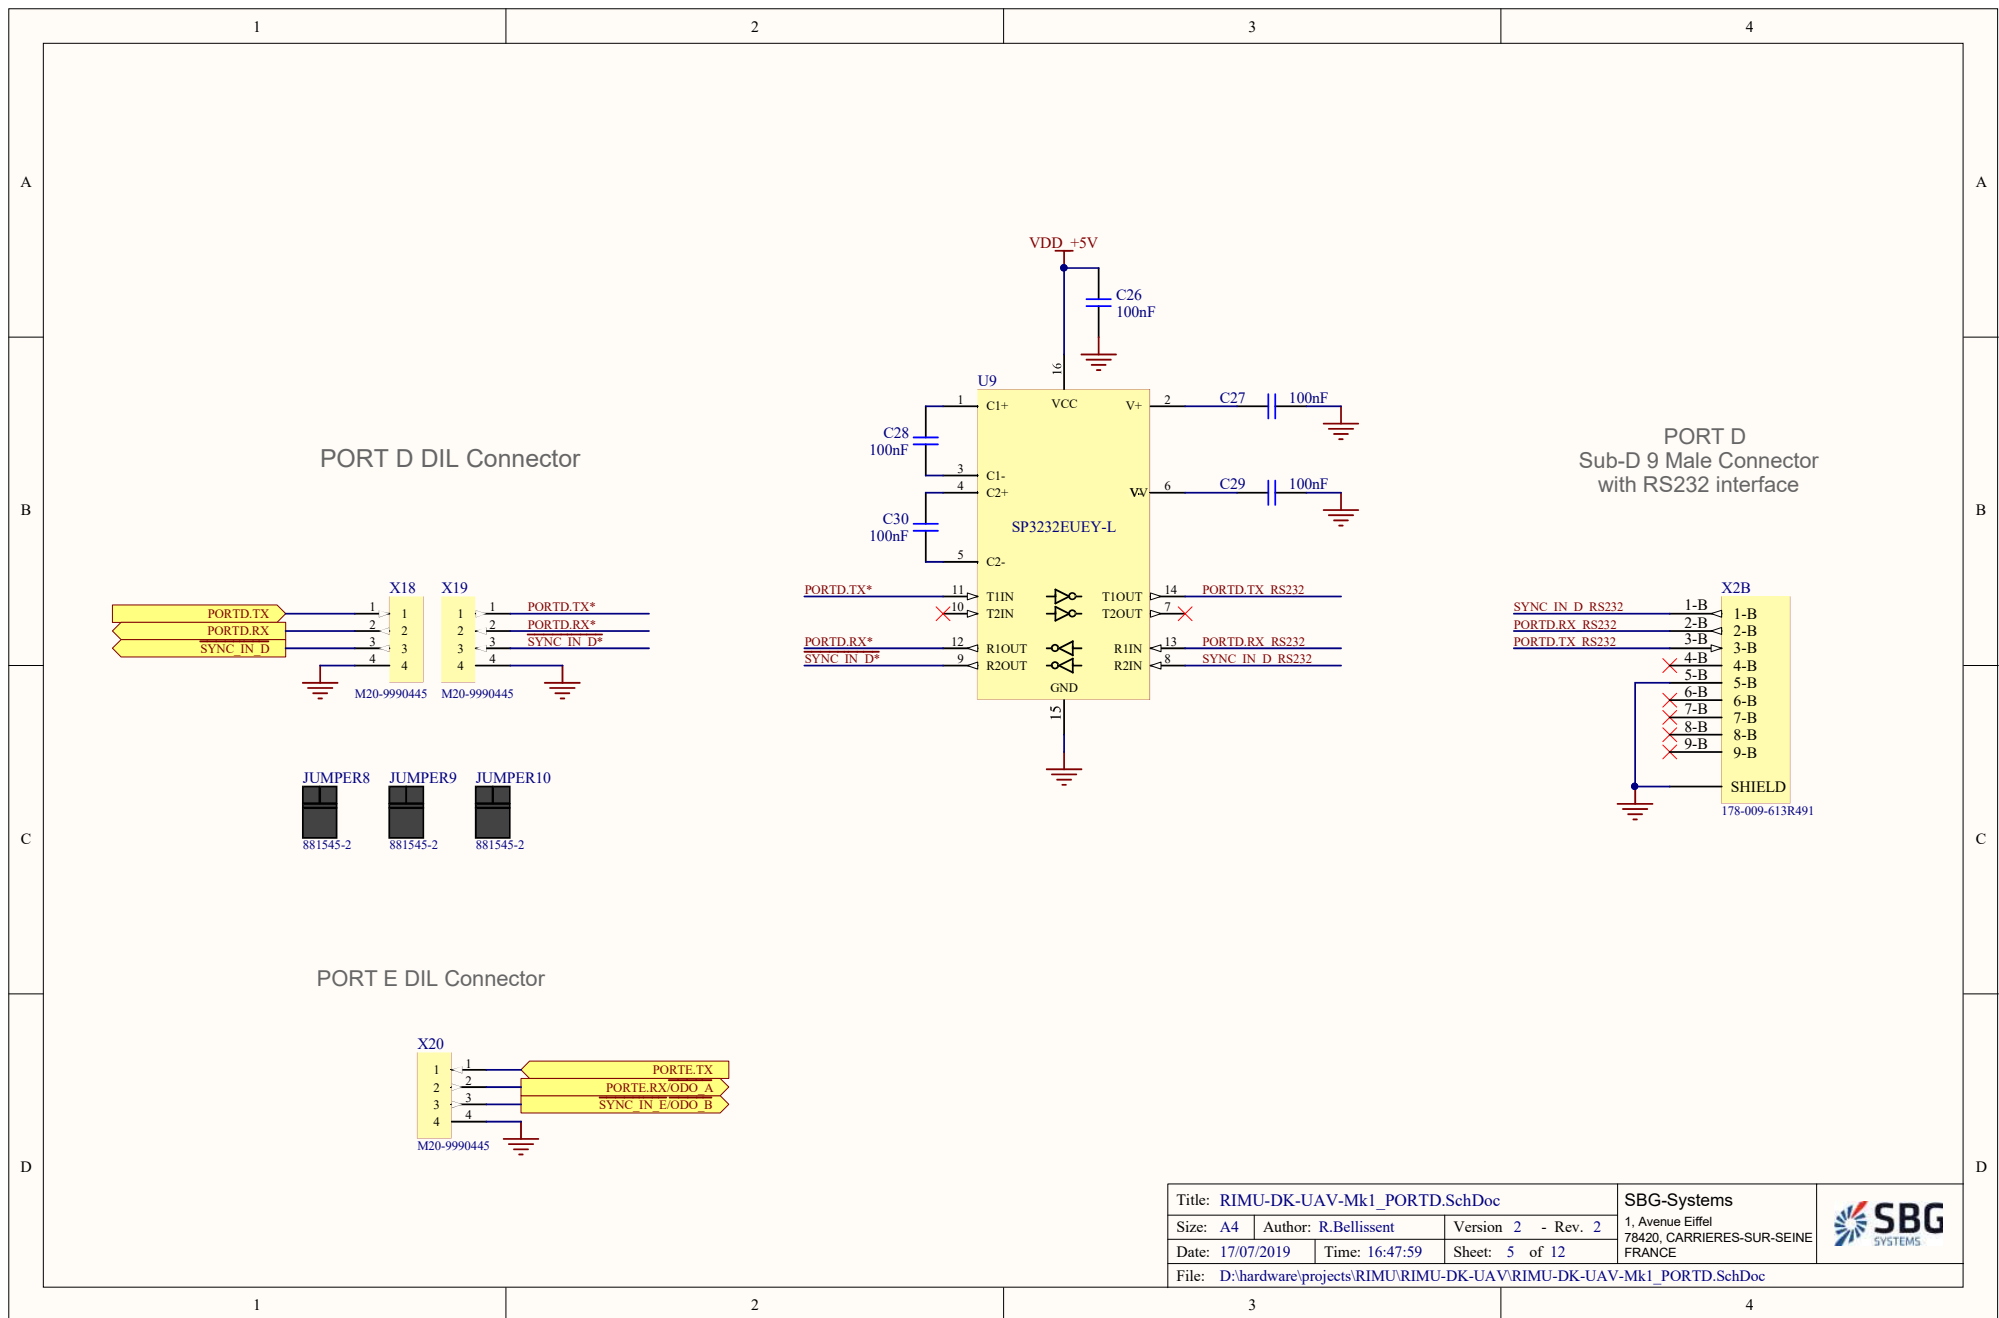 1 2 3 4
A A
VDD_+5V
C26
100nF
16
U9
1 C1+ VCC V+ 2 C27 100nF
C28
100nF
3 C1-
4 C2+ 6 C29 100nF
C30
100nF
SP3232EUEY-L
5 C2-
PORT D DIL Connector
PORT D
Sub-D 9 Male Connector
with RS232 interface
B B
X18 X19
PORTD.TX 1 1 1 1 PORTD.TX*
PORTD.RX 2 2 2 2 PORTD.RX*
SYNC_IN_D 3 3 3 3 SYNC_IN_D*
4 4 4 4
M20-9990445 M20-9990445
PORTD.TX* 11 T1IN T1OUT 14 PORTD.TX_RS232
10 T2IN T2OUT 7
PORTD.RX* 12 R1OUT R1IN 13 PORTD.RX_RS232
SYNC_IN_D* 9 R2OUT R2IN 8 SYNC_IN_D_RS232
GND
15
X2B
SYNC_IN_D_RS232 1-B 1-B
PORTD.RX_RS232 2-B 2-B
PORTD.TX_RS232 3-B 3-B
4-B 4-B
5-B 5-B
6-B 6-B
7-B 7-B
8-B 8-B
9-B 9-B
SHIELD
178-009-613R491
JUMPER8 JUMPER9 JUMPER10
881545-2 881545-2 881545-2
C C
PORT E DIL Connector
X20
1 1 PORTE.TX
2 2 PORTE.RX/ODO_A
3 3 SYNC_IN_E/ODO_B
4 4
M20-9990445
D D
Title: RIMU-DK-UAV-Mk1_PORTD.SchDoc
Size: A4 Author: R.Bellissent Version 2 - Rev. 2
Date: 17/07/2019 Time: 16:47:59 Sheet: 5 of 12
File: D:\hardware\projects\RIMU\RIMU-DK-UAV\RIMU-DK-UAV-Mk1_PORTD.SchDoc
SBG-Systems
1, Avenue Eiffel
78420, CARRIERES-SUR-SEINE
FRANCE
SBG
SYSTEMS
1 2 3 4